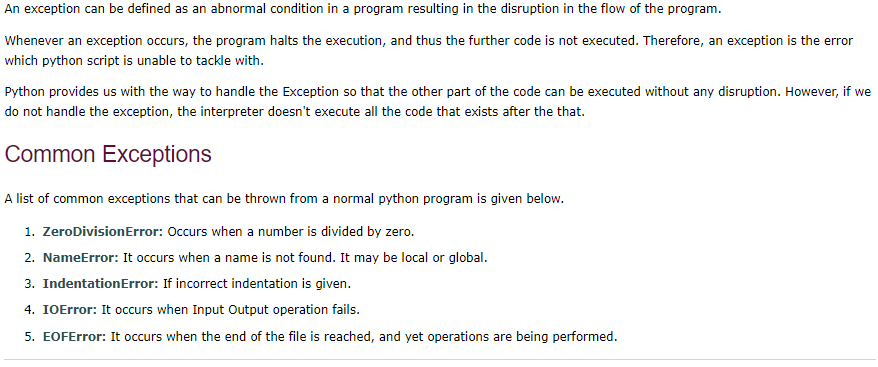 An exception can be defined as an abnormal condition in a program resulting in the disruption in the flow of the program.
Whenever an exception occurs, the program halts the execution, and thus the further code is not executed. Therefore, an exception is the error
which python script is unable to tackle with.
Python provides us with the way to handle the Exception so that the other part of the code can be executed without any disruption. However, if we
do not handle the exception, the interpreter doesn't execute all the code that exists after the that.
Common Exceptions
A list of common exceptions that can be thrown from a normal python program is given below.
1. ZeroDivisionError: Occurs when a number is divided by zero.
2. NameError: It occurs when a name is not found. It may be local or global.
3. IndentationError: If incorrect indentation is given.
4. IOError: It occurs when Input Output operation fails.
5. EOFError: It occurs when the end of the file is reached, and yet operations are being performed.